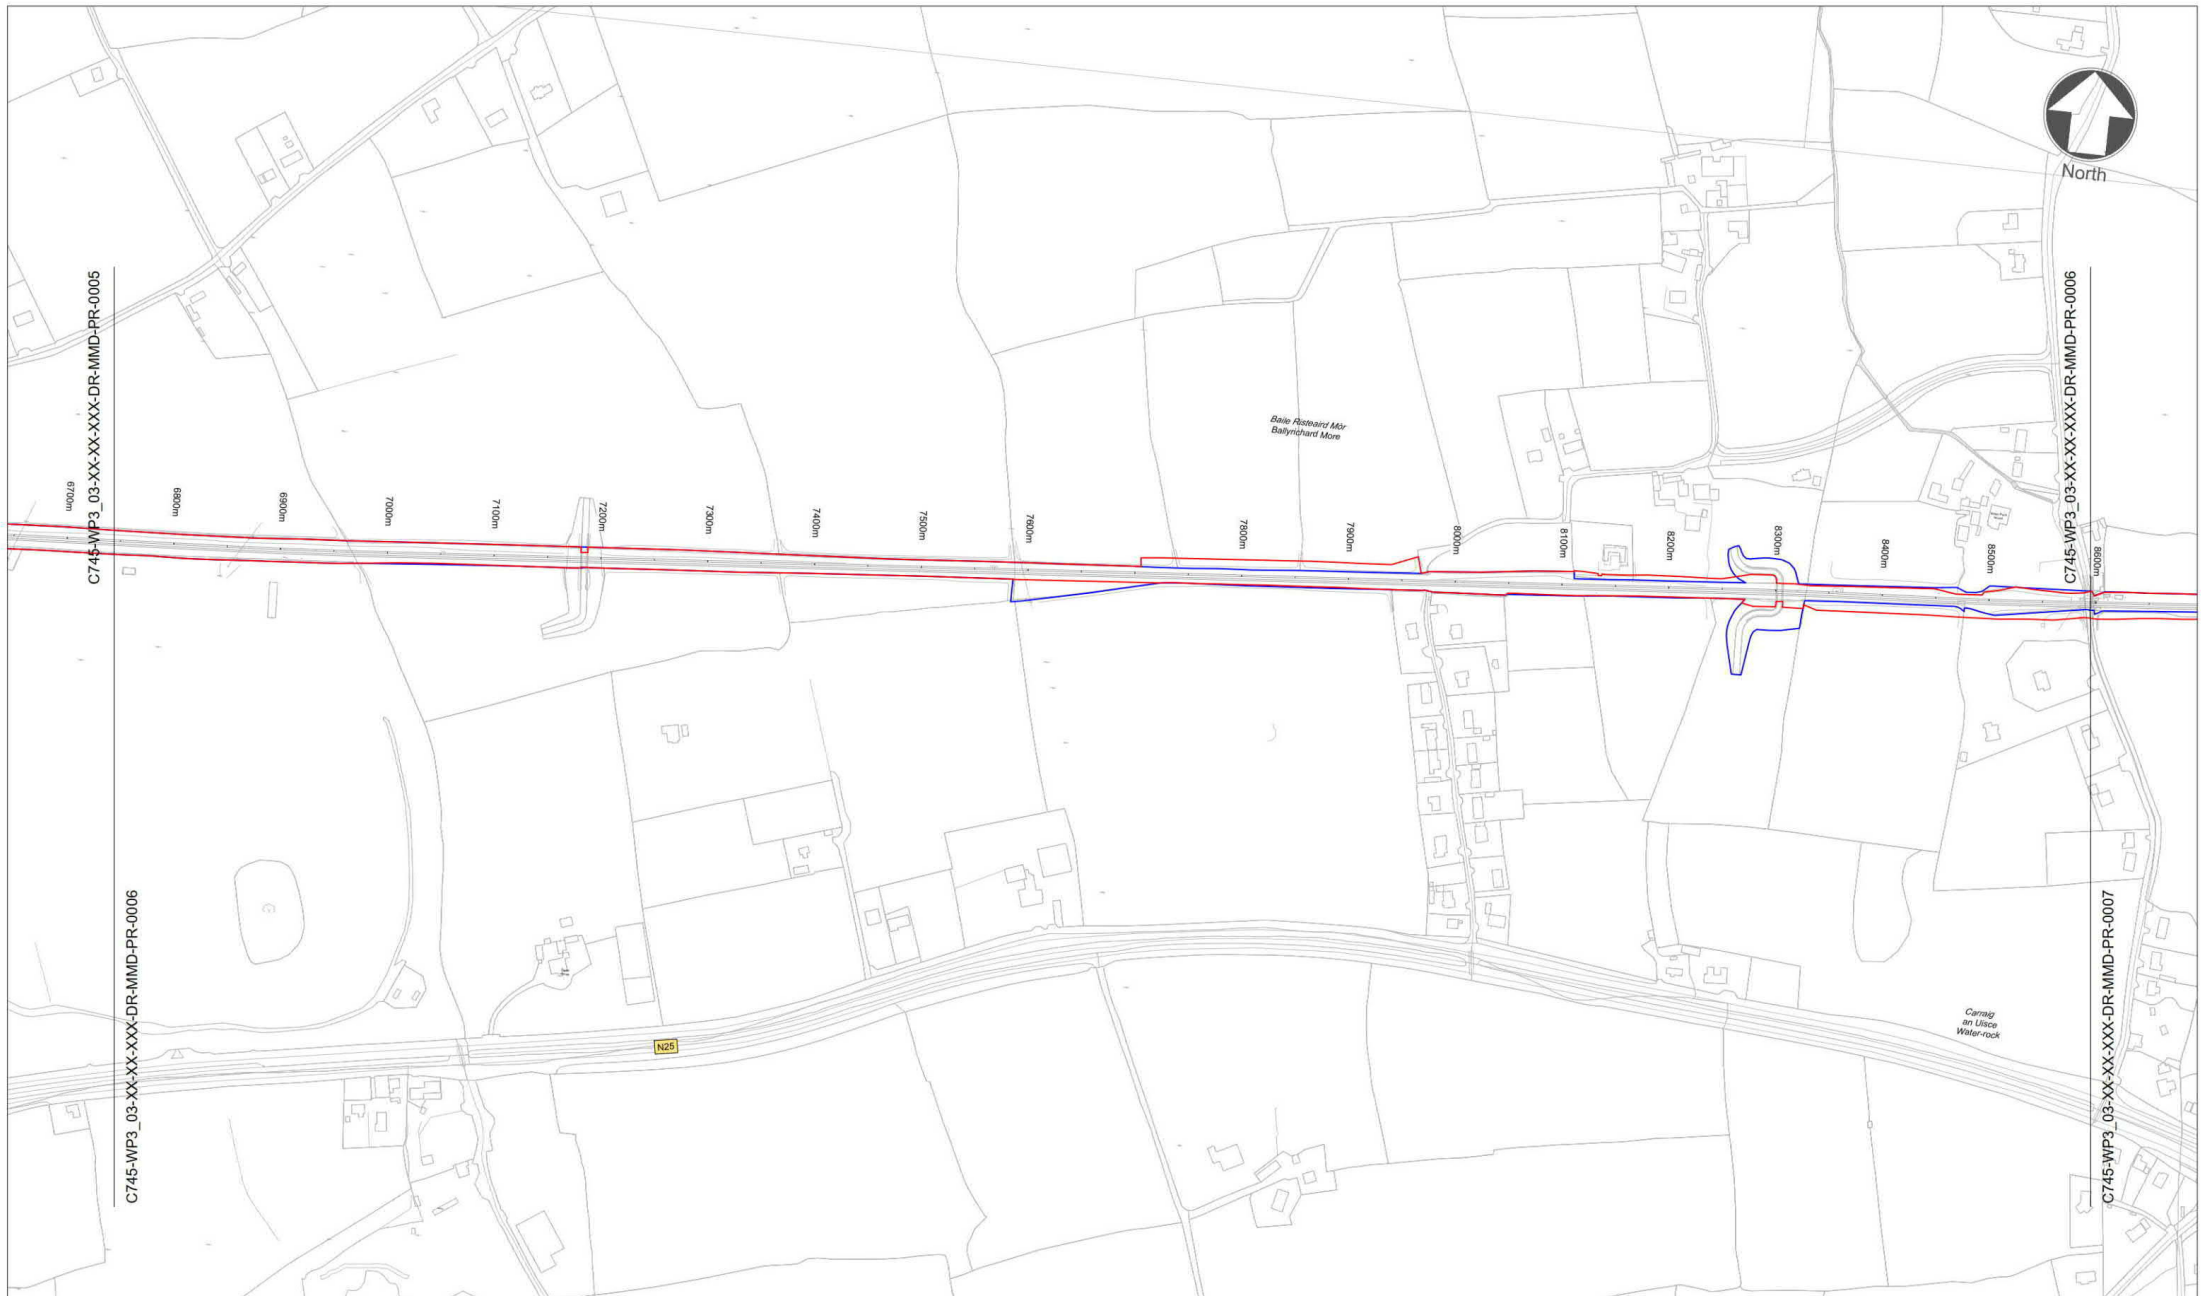 North
C745-WP3_03-XX-XX-XXX-DR-MMD-PR-0005
C745-WP3_03-XX-XX-XXX-DR-MMD-PR-0006
Baile Risteaird Mór
Ballyrichard More
6700m
6800m
6900m
7000m
7100m
7200m
7300m
7400m
7500m
7600m
7800m
7900m
8000m
8100m
8200m
8300m
8400m
8500m
8600m
C745-WP3_03-XX-XX-XXX-DR-MMD-PR-0006
C745-WP3_03-XX-XX-XXX-DR-MMD-PR-0007
N25
Carraig
an Uisce
Water-rock